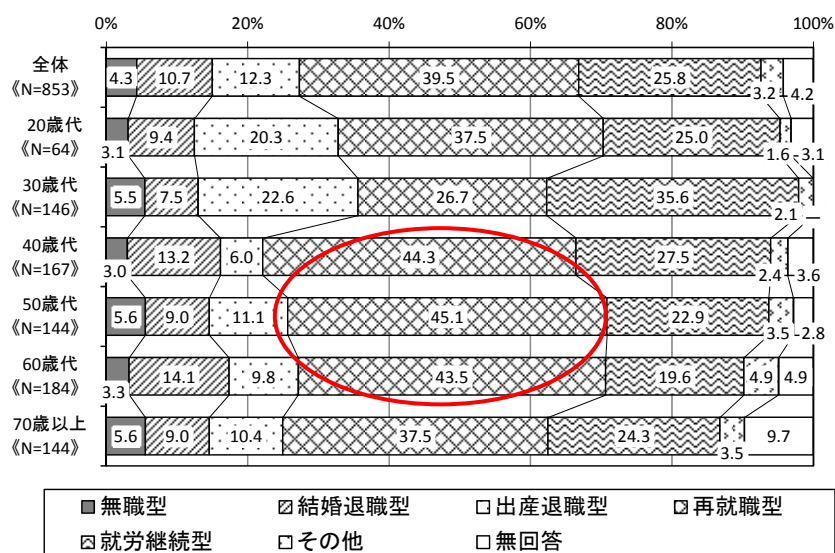 0% 20% 40% 60% 80% 100%
全体
《N=853》
4.3 10.7 12.3 39.5 25.8 3.2 4.2
20歳代
《N=64》
3.1 9.4 20.3 37.5 25.0 1.6 3.1
30歳代
《N=146》
5.5 7.5 22.6 26.7 35.6 2.1 —
40歳代
《N=167》
3.0 13.2 6.0 44.3 27.5 2.4 3.6
50歳代
《N=144》
5.6 9.0 11.1 45.1 22.9 3.5 2.8
60歳代
《N=184》
3.3 14.1 9.8 43.5 19.6 4.9 4.9
70歳以上
《N=144》
5.6 9.0 10.4 37.5 24.3 3.5 9.7
無職型 結婚退職型 出産退職型 再就職型
就労継続型 その他 無回答